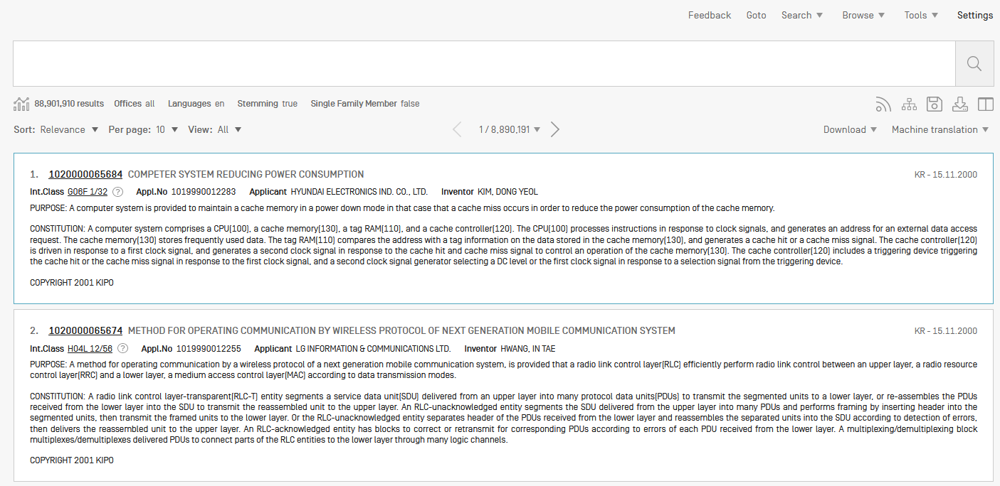 Feedback Goto Search Browse Tools Settings
88,901,910 results Offices all Languages en Stemming true Single Family Member false
Sort: Relevance Per page: 10 View: All 1 / 8,890,191 Download Machine translation
1. 1020000065684 COMPETER SYSTEM REDUCING POWER CONSUMPTION KR - 15.11.2000
Int.Class G06F 1/32 ? Appl.No 1019990012283 Applicant HYUNDAI ELECTRONICS IND. CO., LTD. Inventor KIM, DONG YEOL
PURPOSE: A computer system is provided to maintain a cache memory in a power down mode in that case that a cache miss occurs in order to reduce the power consumption of the cache memory.
CONSTITUTION: A computer system comprises a CPU(100), a cache memory(130), a tag RAM(110), and a cache controller(120). The CPU(100) processes instructions in response to clock signals, and generates an address for an external data access
request. The cache memory(130) stores frequently used data. The tag RAM(110) compares the address with a tag information on the data stored in the cache memory(130), and generates a cache hit or a cache miss signal. The cache controller(120)
is driven in response to a first clock signal, and generates a second clock signal in response to the cache hit and cache miss signal to control an operation of the cache memory(130). The cache controller(120) includes a triggering device triggering
the cache hit or the cache miss signal in response to the first clock signal, and a second clock signal generator selecting a DC level or the first clock signal in response to a selection signal from the triggering device.
COPYRIGHT 2001 KIPO
2. 1020000065674 METHOD FOR OPERATING COMMUNICATION BY WIRELESS PROTOCOL OF NEXT GENERATION MOBILE COMMUNICATION SYSTEM KR - 15.11.2000
Int.Class H04L 12/56 ? Appl.No 1019990012255 Applicant LG INFORMATION & COMMUNICATIONS LTD. Inventor HWANG, IN TAE
PURPOSE: A method for operating communication by a wireless protocol of a next generation mobile communication system, is provided that a radio link control layer(RLC) efficiently perform radio link control between an upper layer, a radio resource
control layer(RRC) and a lower layer, a medium access control layer(MAC) according to data transmission modes.
CONSTITUTION: A radio link control layer-transparent(RLC-T) entity segments a service data unit(SDU) delivered from an upper layer into many protocol data units(PDUs) to transmit the segmented units to a lower layer, or re-assembles the PDUs
received from the lower layer into the SDU to transmit the reassembled unit to the upper layer. An RLC-unacknowledged entity segments the SDU delivered from the upper layer into many PDUs and performs framing by inserting header into the
segmented units, then transmit the framed units to the lower layer. Or the RLC-unacknowledged entity separates header of the PDUs received from the lower layer and reassembles the separated units into the SDU according to detection of errors,
then delivers the reassembled unit to the upper layer. An RLC-acknowledged entity has blocks to correct or retransmit for corresponding PDUs according to errors of each PDU received from the lower layer. A multiplexing/demultiplexing block
multiplexes/demultiplexes delivered PDUs to connect parts of the RLC entities to the lower layer through many logic channels.
COPYRIGHT 2001 KIPO